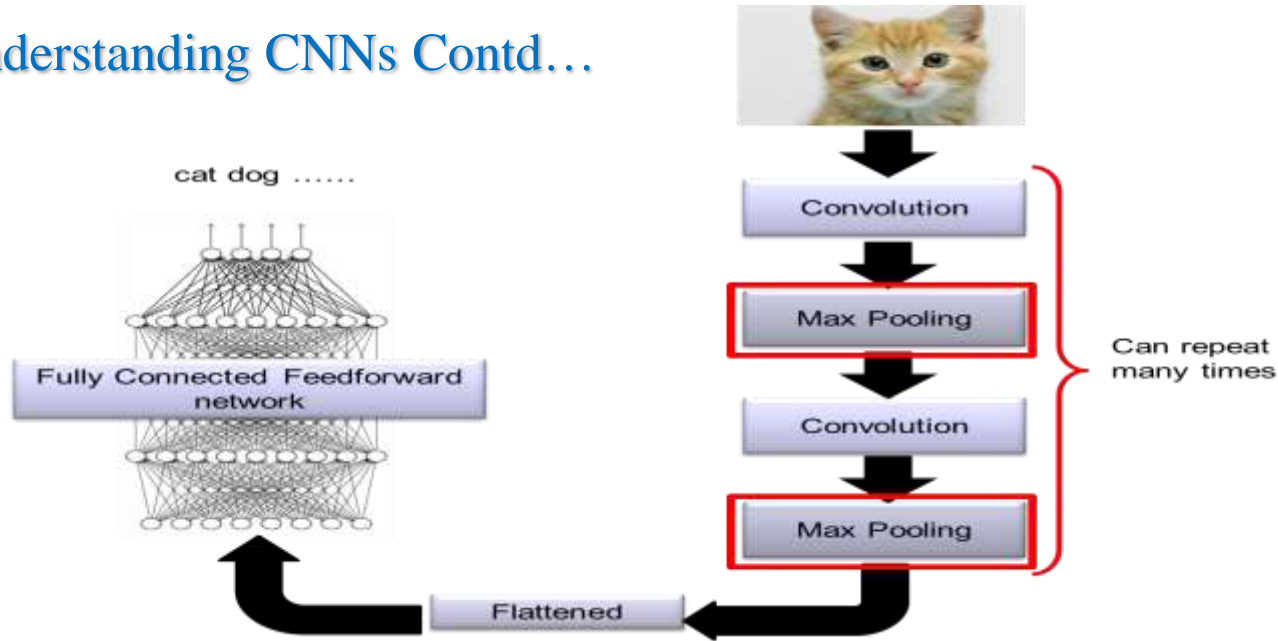 nderstanding CNNs Contd…
cat dog ……
Convolution
Max Pooling
Convolution
Max Pooling
Can repeat
many times
Fully Connected Feedforward
network
Flattened